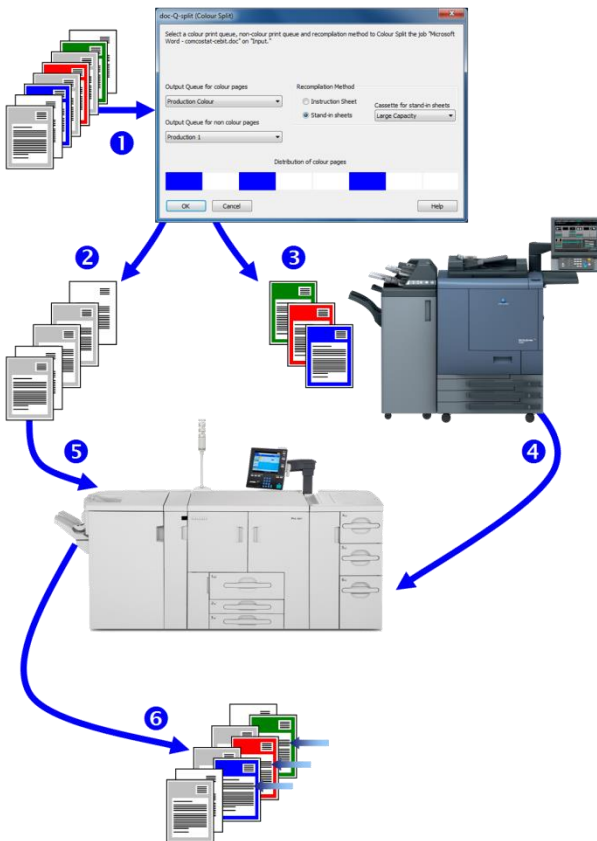 doc-Q-split (Colour Split)
Select a colour print queue, non-colour print queue and recompilation method to Colour Split the job "Microsoft
Word - comcostat-cebit.doc" on "Input."
Output Queue for colour pages
Production Colour
Output Queue for non colour pages
Production 1
Recompilation Method
Instruction Sheet
Stand-in sheets
Cassette for stand-in sheets
Large Capacity
Distribution of colour pages
OK
Cancel
Help
1
2
3
4
5
6